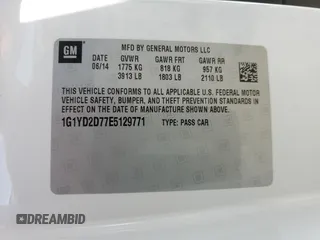 GM
MFD BY GENERAL MOTORS LLC
DATE GVWR GAWR FRT GAWR RR
06/14 1775 KG 818 KG 957 KG
3913 LB 1803 LB 2110 LB
THIS VEHICLE CONFORMS TO ALL APPLICABLE U.S. FEDERAL MOTOR
VEHICLE SAFETY, BUMPER, AND THEFT PREVENTION STANDARDS
IN EFFECT ON THE DATE OF MANUFACTURE SHOWN ABOVE.
1G1YD2D77E5129771 TYPE: PASS CAR
DREAMBID